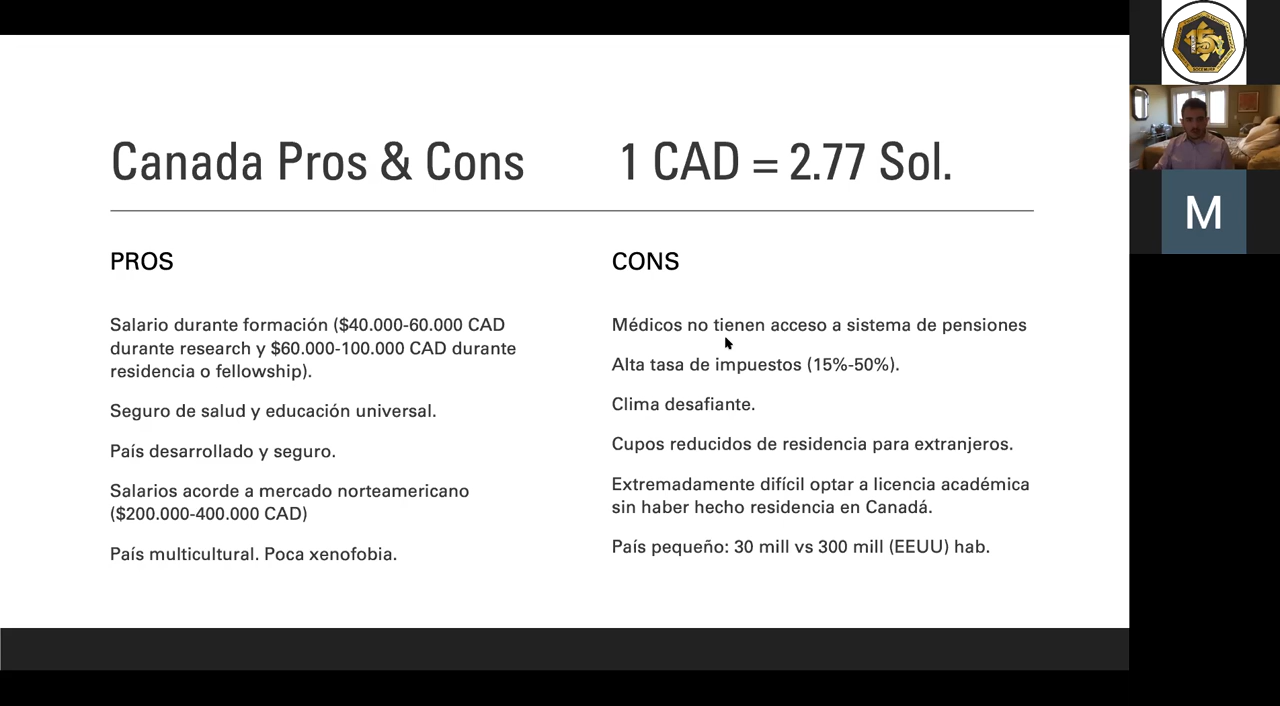 Canada Pros & Cons
1 CAD = 2.77 Sol.
PROS
Salario durante formación ($40.000-60.000 CAD
durante research y $60.000-100.000 CAD durante
residencia o fellowship).
Seguro de salud y educación universal.
País desarrollado y seguro.
Salarios acorde a mercado norteamericano
($200.000-400.000 CAD)
País multicultural. Poca xenofobia.
CONS
Médicos no tienen acceso a sistema de pensiones
Alta tasa de impuestos (15%-50%).
Clima desafiante.
Cupos reducidos de residencia para extranjeros.
Extremadamente difícil optar a licencia académica
sin haber hecho residencia en Canadá.
País pequeño: 30 mill vs 300 mill (EEUU) hab.
15
M